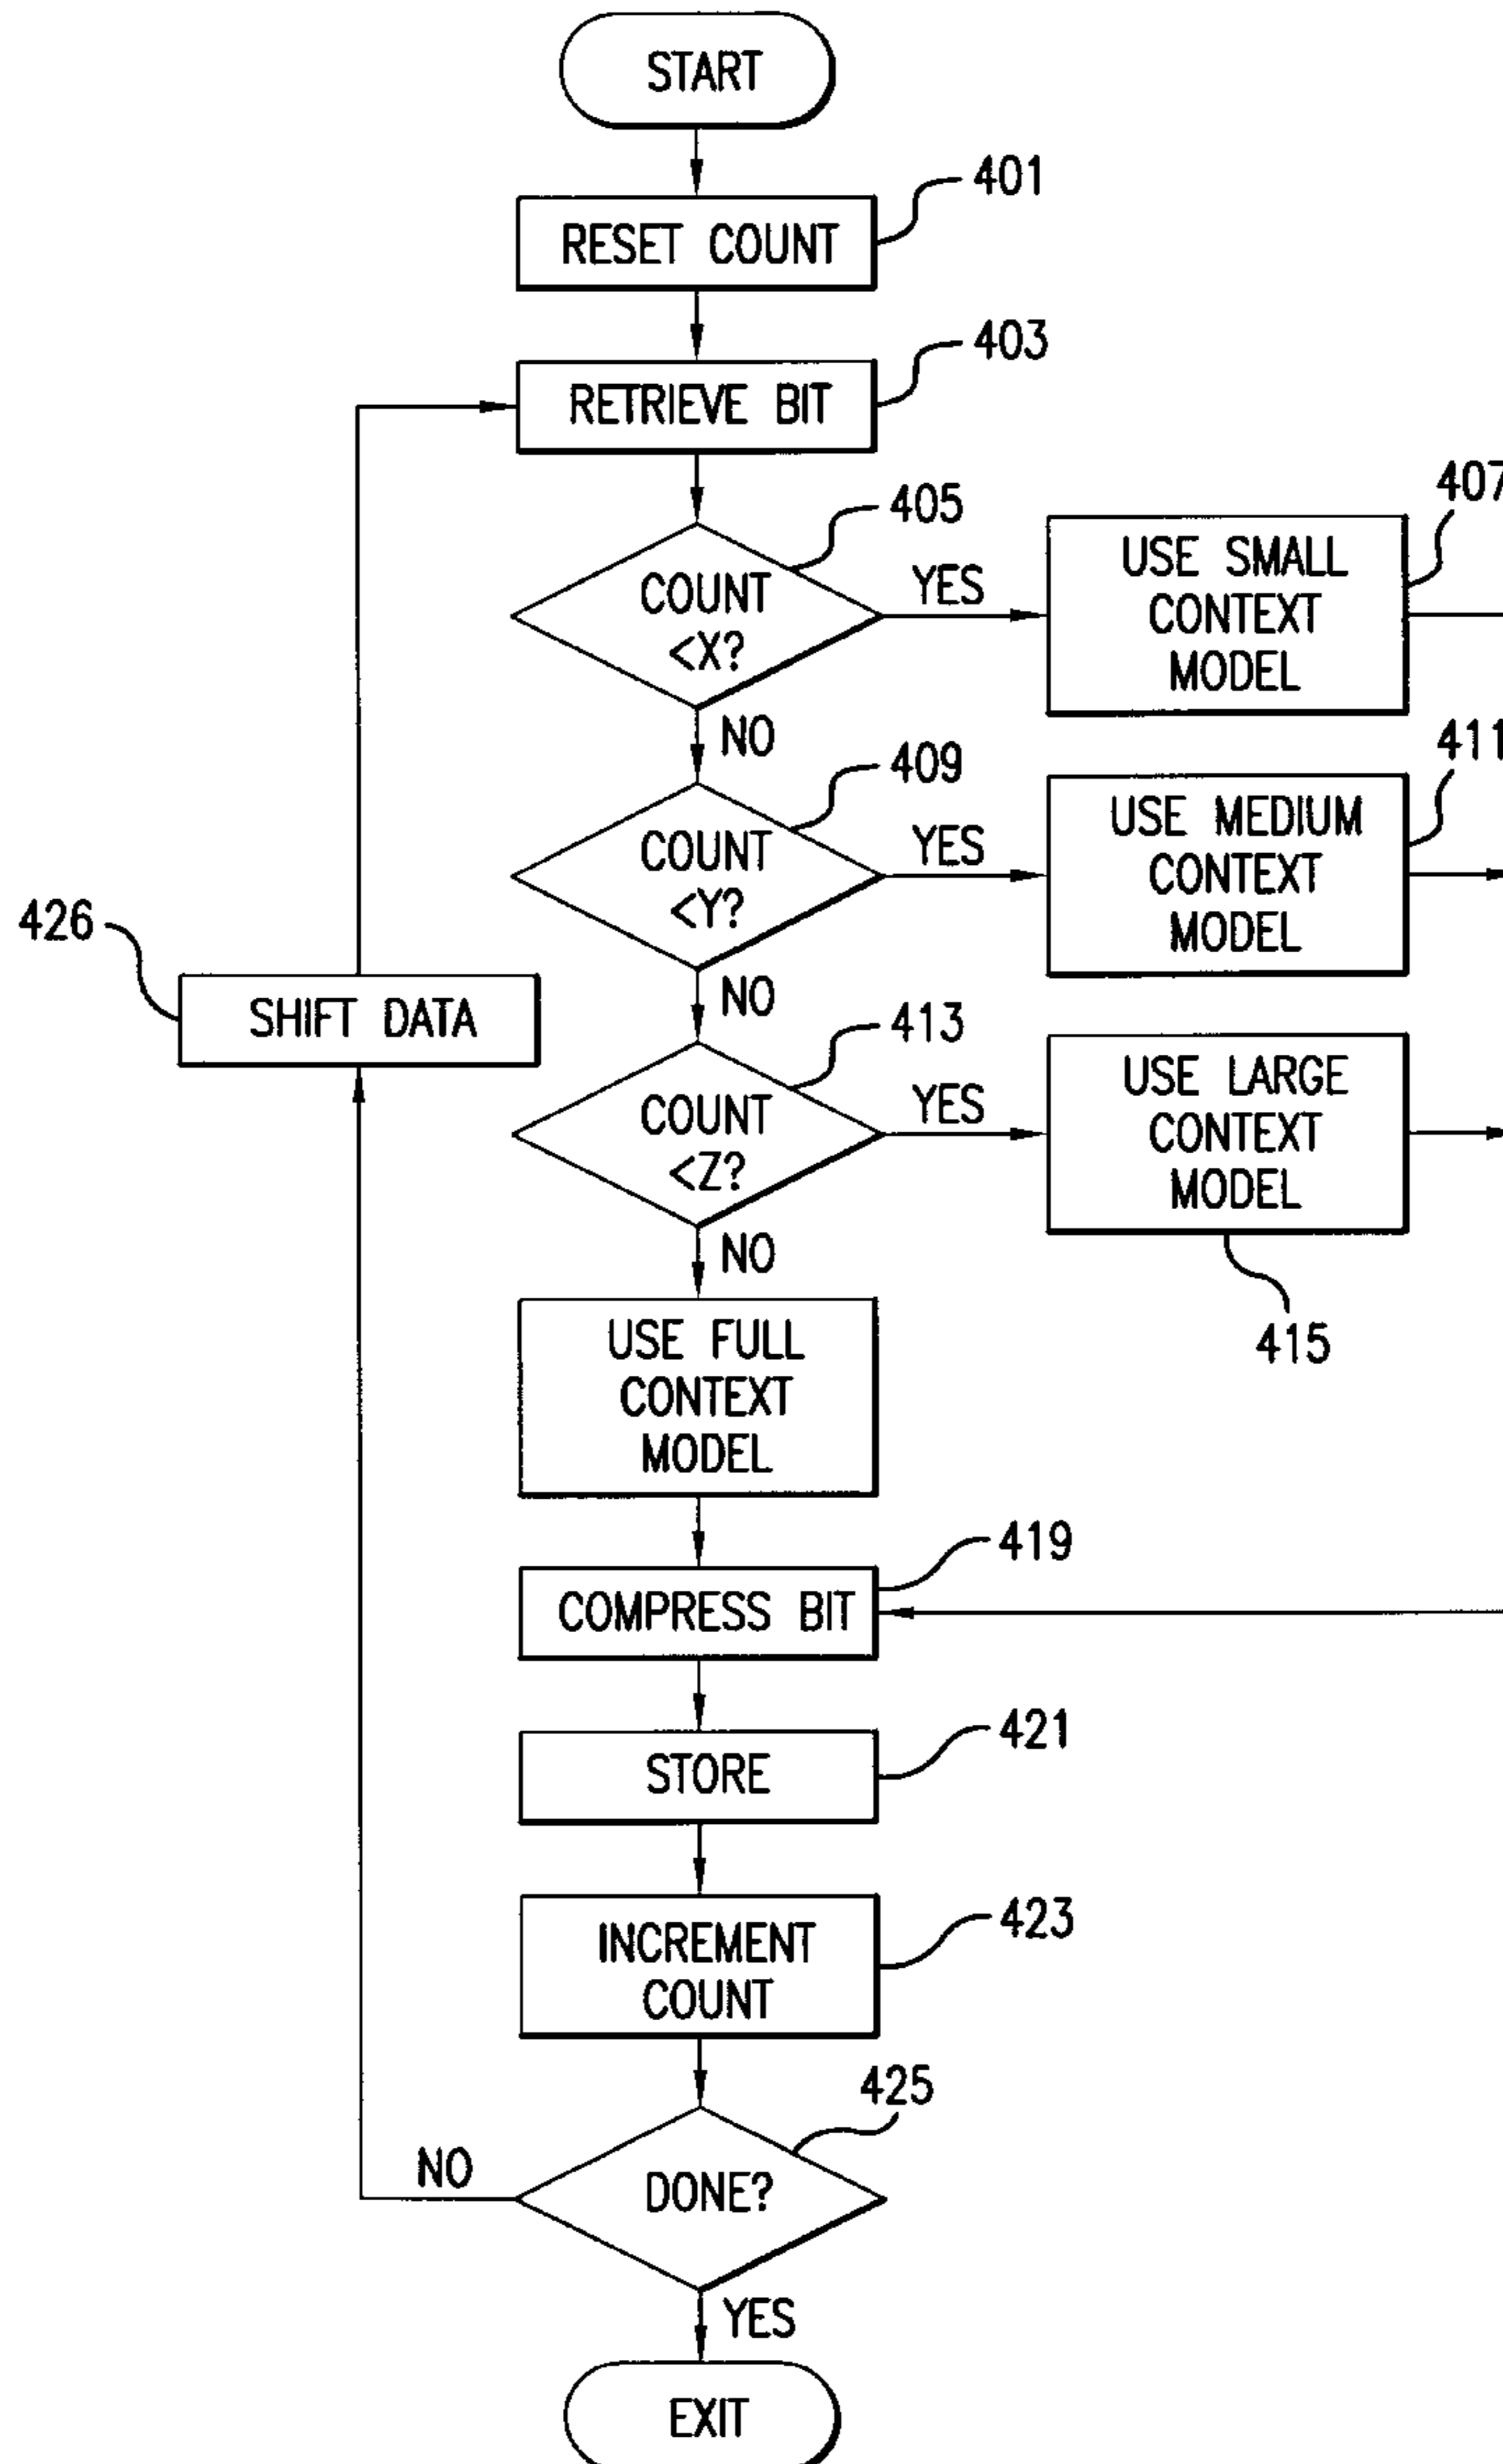 START
401
RESET COUNT
403
RETRIEVE BIT
405
COUNT
<X?
YES
407
USE SMALL
CONTEXT
MODEL
NO
409
COUNT
<Y?
YES
411
USE MEDIUM
CONTEXT
MODEL
426
SHIFT DATA
NO
413
COUNT
<Z?
YES
USE LARGE
CONTEXT
MODEL
415
NO
USE FULL
CONTEXT
MODEL
419
COMPRESS BIT
421
STORE
423
INCREMENT
COUNT
425
DONE?
NO
YES
EXIT